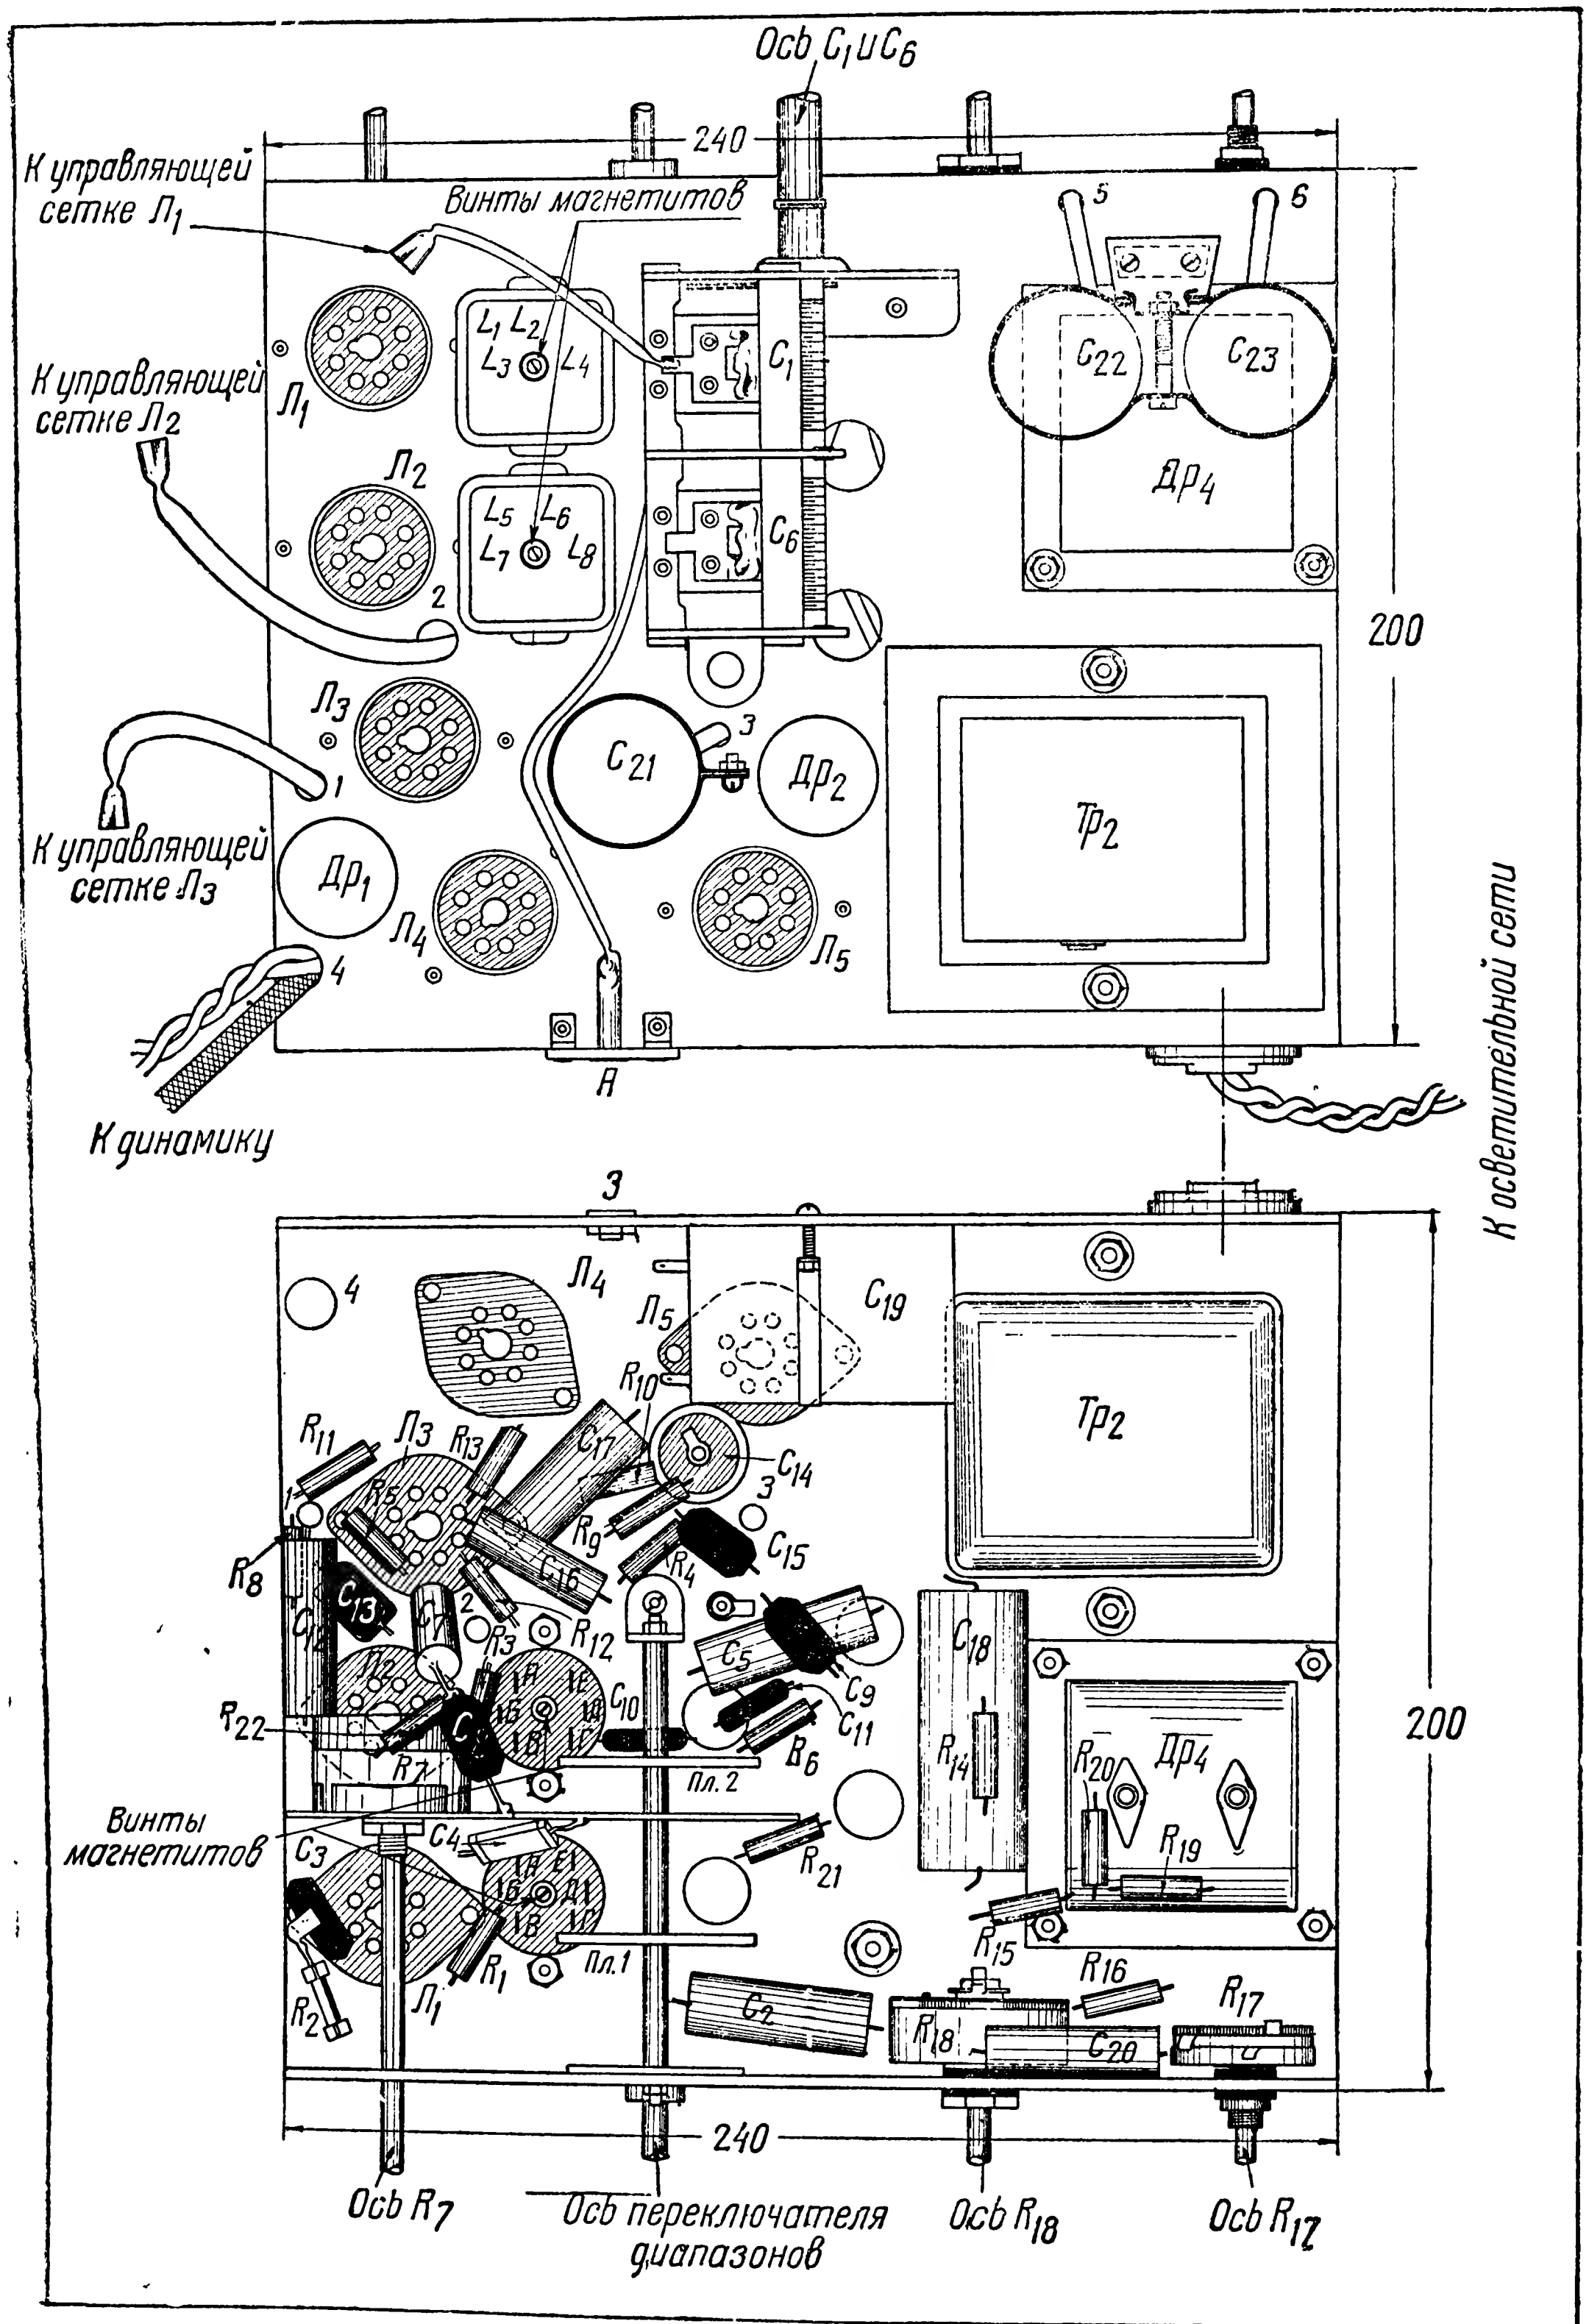 Ось C₁ и C₆
240
К управляющей
сетке Л₁
Винты магнетитов
5
6
L₁ L₂
L₃ L₄
C₁
C₂₂
C₂₃
Л₁
К управляющей
сетке Л₂
Л₂
Др₄
L₅ L₆
L₇ L₈
C₆
2
200
Л₃
3
C₂₁
Др₂
1
Тр₂
К управляющей
сетке Л₃
Др₁
Л₄
Л₅
4
А
К динамику
К осветительной сети
З
4
Л₄
Л₅
C₁₉
R₁₀
Тр₂
R₁₁
Л₃
R₁₃
C₁₇
C₁₄
1
R₅
3
R₉
C₁₅
R₈
C₁₆
R₄
C₁₃
C₇
2
C₁₂
R₃
R₁₂
C₅
C₁₈
Л₂
А Е
Б Д
В Г
C₁₀
C₉
C₁₁
R₂₂
C₈
200
R₇
Пл. 2
В₆
R₁₄
R₂₀
Др₄
Винты
магнетитов
C₄
C₃
R₂₁
R₁₉
А Е
Б Д
В Г
R₁₅
Пл. 1
R₁
R₁₆
Л₁
R₂
C₂
R₁₈
C₂₀
R₁₇
240
Ось R₇
Ось переключателя
диапазонов
Ось R₁₈
Ось R₁₇